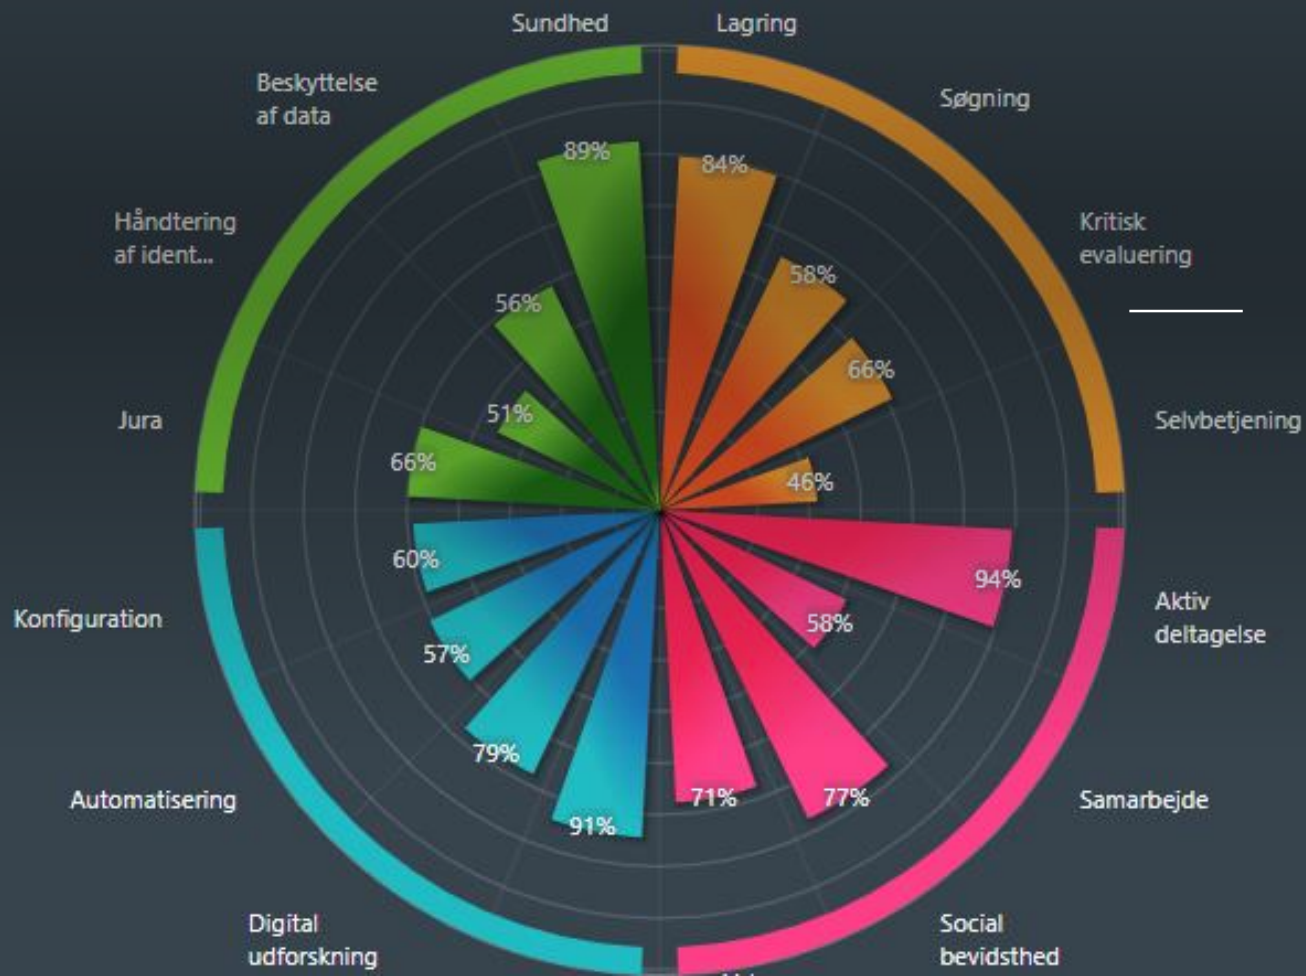 Sundhed
Lagring
Beskyttelse
af data
Søgning
Håndtering
af ident...
Kritisk
evaluering
Jura
Selvbetjening
89%
84%
56%
58%
51%
66%
66%
46%
60%
94%
57%
58%
79%
77%
91%
71%
Konfiguration
Aktiv
deltagelse
Automatisering
Samarbejde
Digital
udforskning
Social
bevidsthed